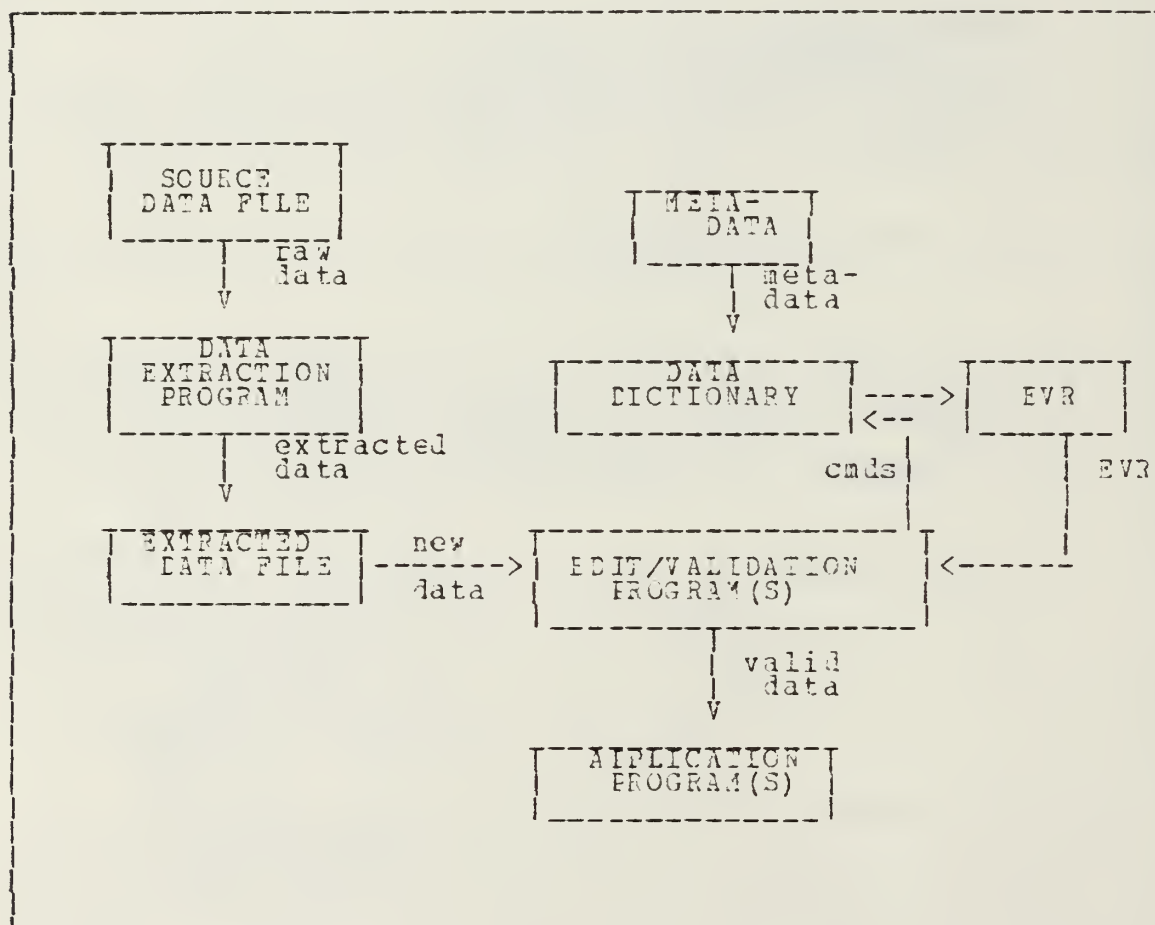 SOURCE
DATA FILE
raw
data
DATA
EXTRACTION
PROGRAM
extracted
data
EXTRACTED
DATA FILE
new
data
META-
DATA
meta-
data
DATA
DICTIONARY
EVR
cmds
EVR
EDIT/VALIDATION
PROGRAM(S)
valid
data
APPLICATION
PROGRAM(S)